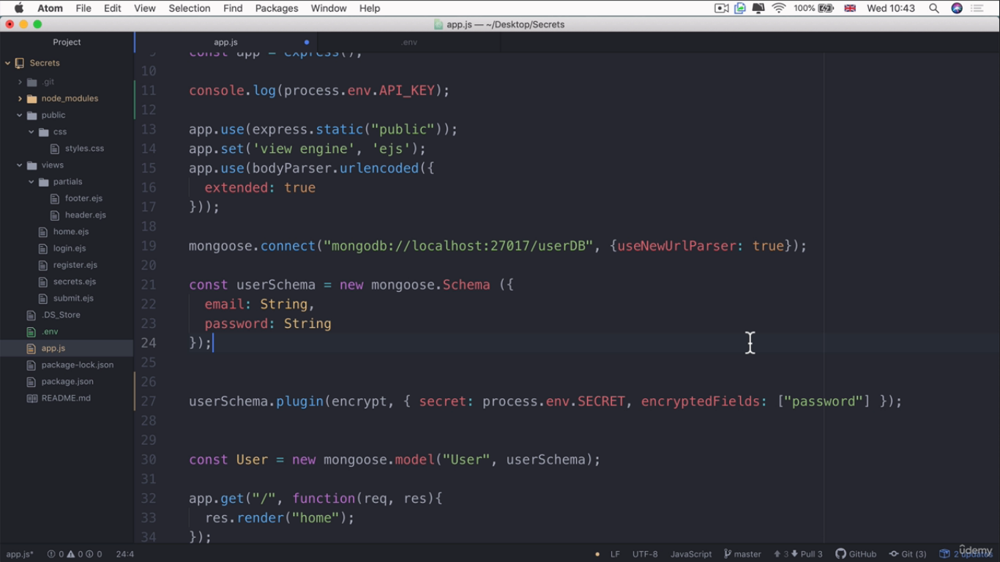 Atom File Edit View Selection Find Packages Window Help 100% Wed 10:43
app.js — ~/Desktop/Secrets
Project app.js .env
Secrets
.git
node_modules
public
css
styles.css
views
partials
footer.ejs
header.ejs
home.ejs
login.ejs
register.ejs
secrets.ejs
submit.ejs
.DS_Store
.env
app.js
package-lock.json
package.json
README.md
9 const app = express();
10
11 console.log(process.env.API_KEY);
12
13 app.use(express.static("public"));
14 app.set('view engine', 'ejs');
15 app.use(bodyParser.urlencoded({
16 extended: true
17 }));
18
19 mongoose.connect("mongodb://localhost:27017/userDB", {useNewUrlParser: true});
20
21 const userSchema = new mongoose.Schema ({
22 email: String,
23 password: String
24 });
25
26
27 userSchema.plugin(encrypt, { secret: process.env.SECRET, encryptedFields: ["password"] });
28
29
30 const User = new mongoose.model("User", userSchema);
31
32 app.get("/", function(req, res){
33 res.render("home");
34 });
app.js* 0 0 0 24:4 LF UTF-8 JavaScript master 3 Pull 3 GitHub Git (3) 2 updates
ûdemy